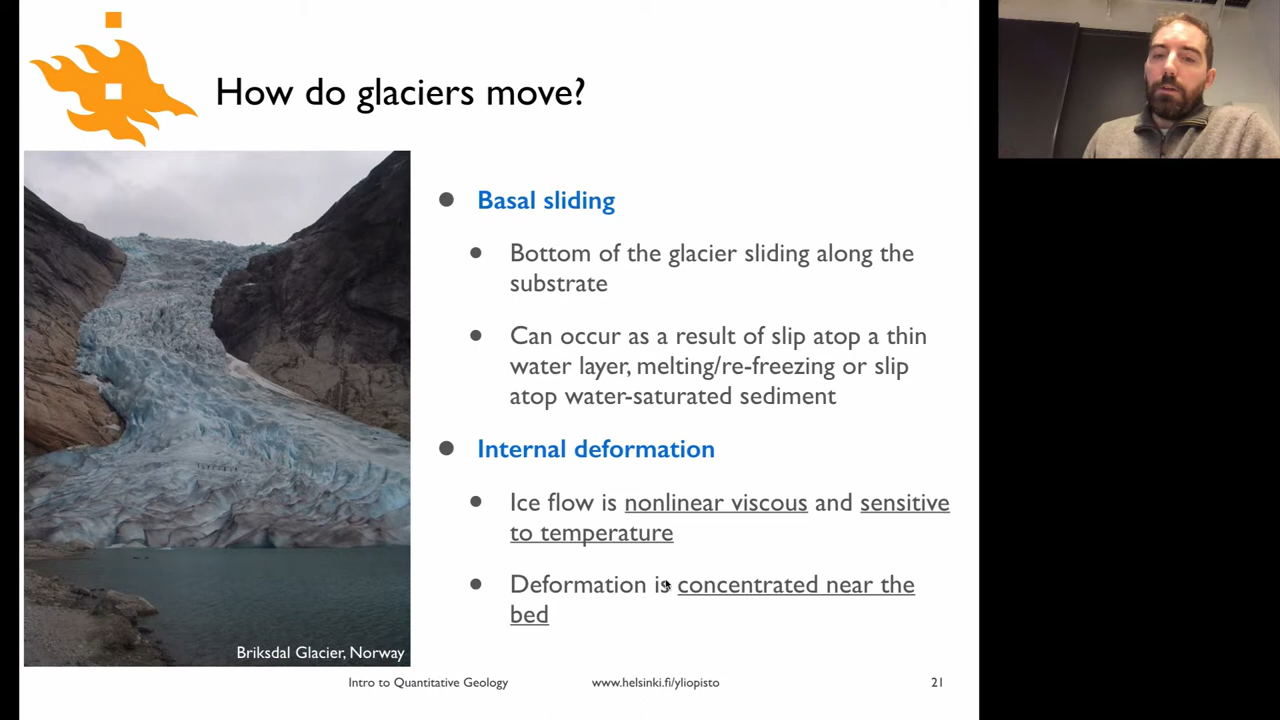 How do glaciers move?
Basal sliding
Bottom of the glacier sliding along the
substrate
Can occur as a result of slip atop a thin
water layer, melting/re-freezing or slip
atop water-saturated sediment
Internal deformation
Ice flow is nonlinear viscous and sensitive
to temperature
Deformation is concentrated near the
bed
Briksdal Glacier, Norway
Intro to Quantitative Geology
www.helsinki.fi/yliopisto
21